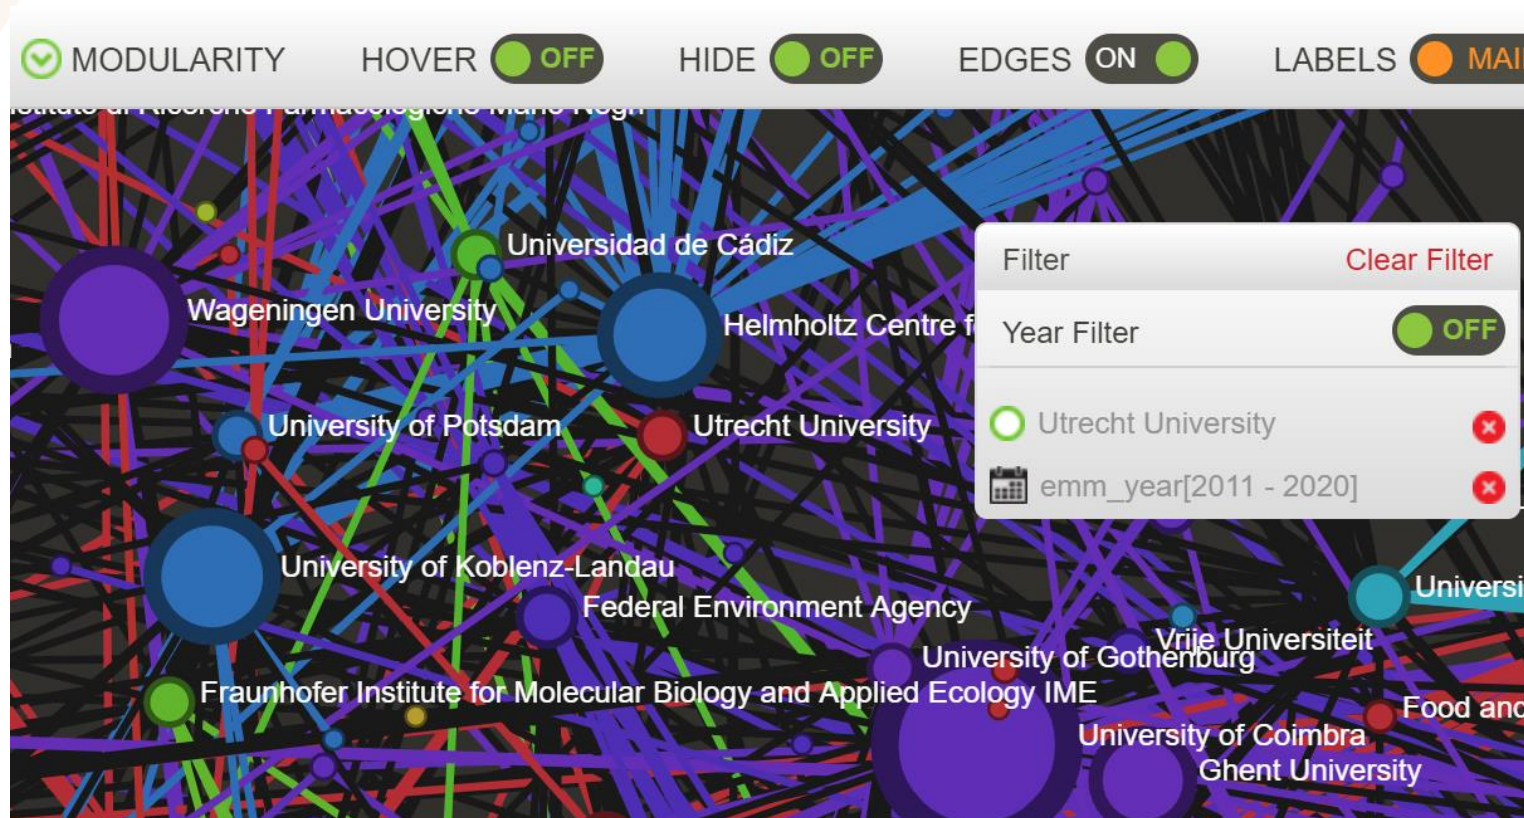 MODULARITY HOVER OFF HIDE OFF EDGES ON LABELS
Universidad de Cádiz
Filter Clear Filter
Wageningen University
Helmholtz Centre
Year Filter OFF
University of Potsdam
Utrecht University
Utrecht University
emm_year[2011 - 2020]
University of Koblenz-Landau
Federal Environment Agency
Vrije Universiteit
University of Gothenburg
Fraunhofer Institute for Molecular Biology and Applied Ecology IME
Food and
University of Coimbra
Ghent University